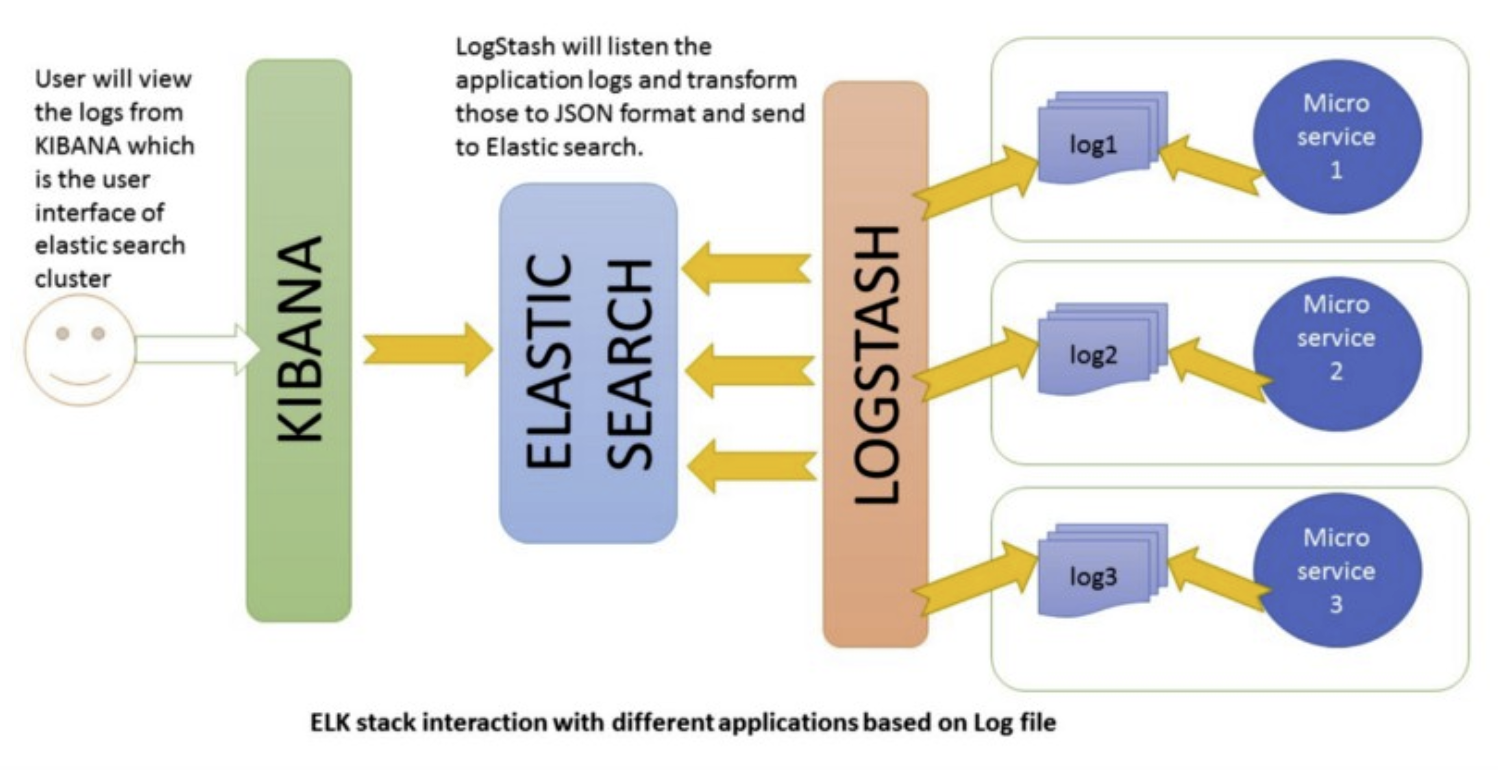 User will view
the logs from
KIBANA which
is the user
interface of
elastic search
cluster
KIBANA
LogStash will listen the
application logs and transform
those to JSON format and send
to Elastic search.
ELASTIC
SEARCH
LOGSTASH
log1
Micro
service
1
log2
Micro
service
2
log3
Micro
service
3
ELK stack interaction with different applications based on Log file